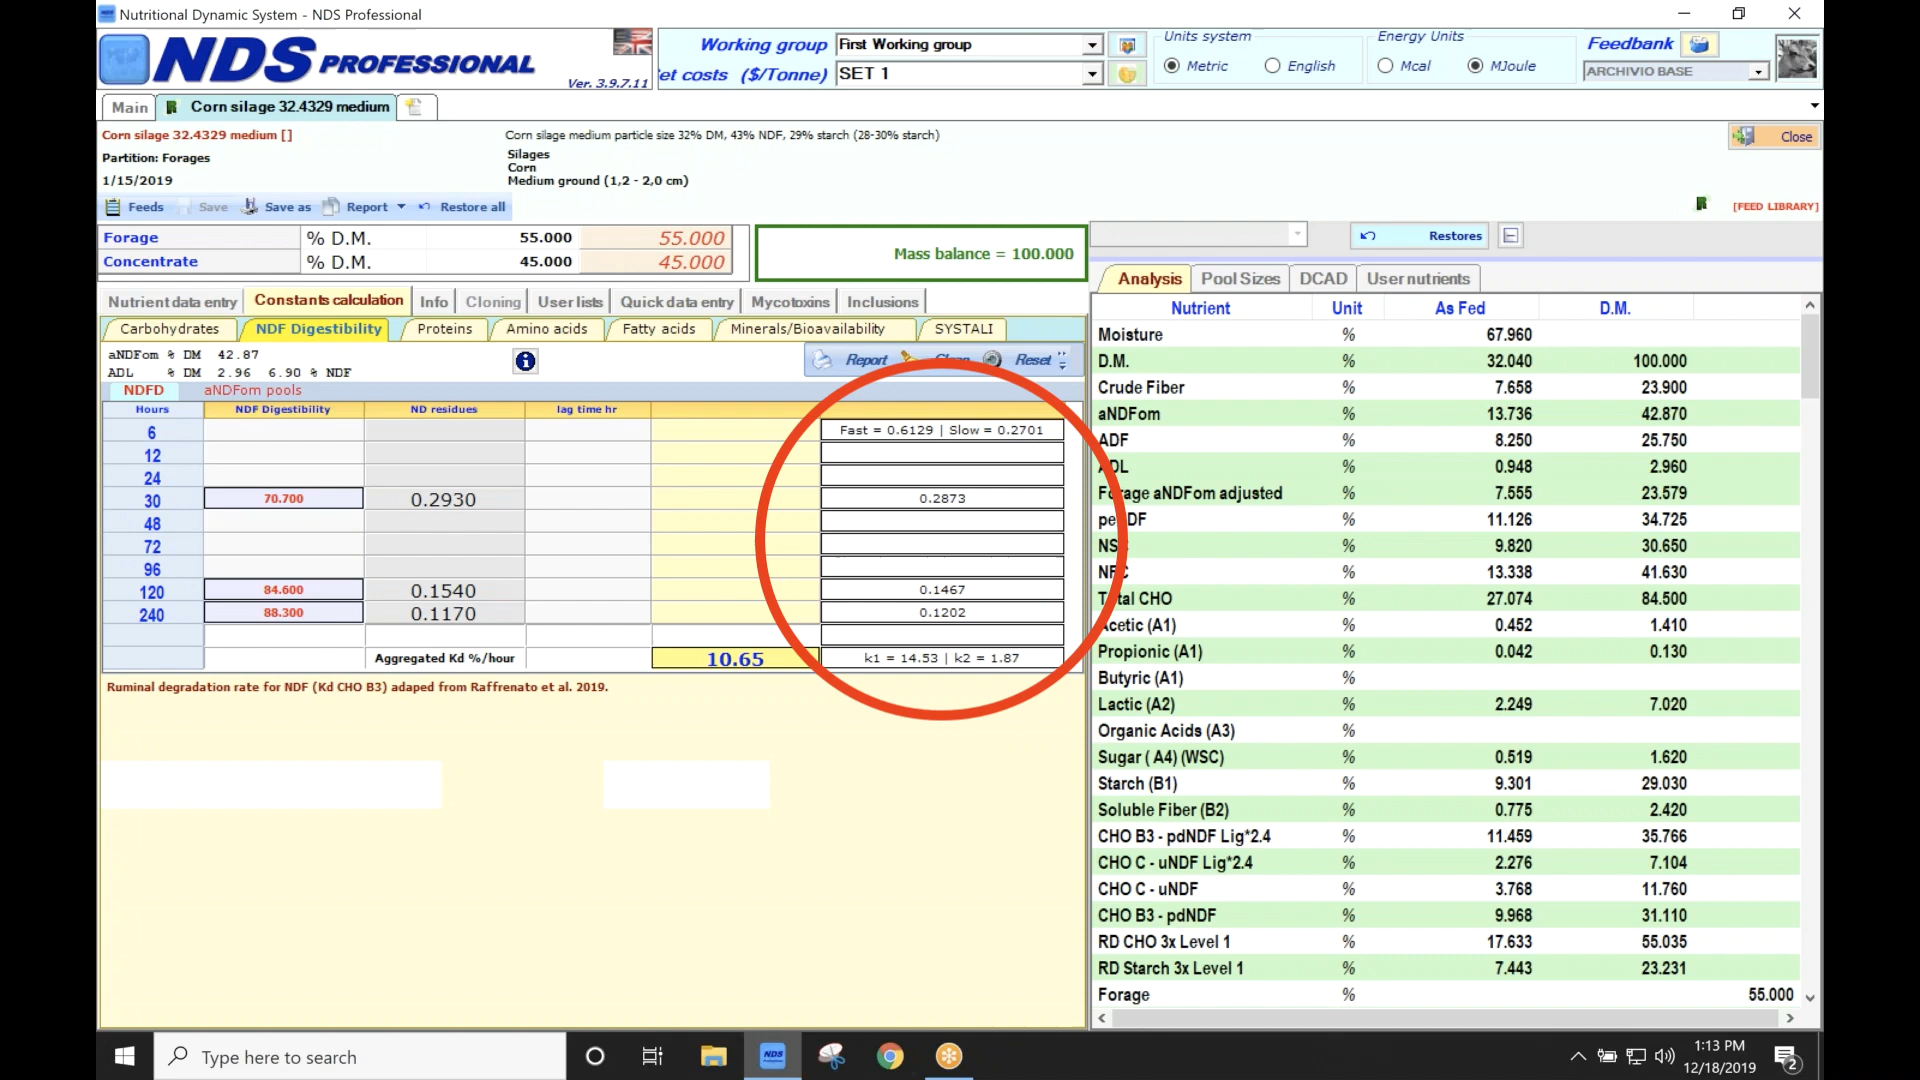 Nutritional Dynamic System - NDS Professional
NDS PROFESSIONAL
Ver. 3.9.7.11
Working group First Working group
et costs ($/Tonne) SET 1
Units system
Metric English
Energy Units
Mcal MJoule
Feedbank
ARCHIVIO BASE
Main Corn silage 32.4329 medium
Corn silage 32.4329 medium []
Partition: Forages
1/15/2019
Corn silage medium particle size 32% DM, 43% NDF, 29% starch (28-30% starch)
Silages
Corn
Medium ground (1,2 - 2,0 cm)
Close
Feeds Save Save as Report Restore all
[FEED LIBRARY]
Forage % D.M. 55.000 55.000
Concentrate % D.M. 45.000 45.000
Mass balance = 100.000
Restores
Nutrient data entry Constants calculation Info Cloning User lists Quick data entry Mycotoxins Inclusions
Carbohydrates NDF Digestibility Proteins Amino acids Fatty acids Minerals/Bioavailability SYSTALI
aNDFom % DM 42.87
ADL % DM 2.96 6.90 % NDF
Report Clean Reset
NDFD aNDFom pools
Hours NDF Digestibility ND residues lag time hr
6 Fast = 0.6129 | Slow = 0.2701
12
24
30 70.700 0.2930 0.2873
48
72
96
120 84.600 0.1540 0.1467
240 88.300 0.1170 0.1202
Aggregated Kd %/hour 10.65 k1 = 14.53 | k2 = 1.87
Ruminal degradation rate for NDF (Kd CHO B3) adaped from Raffrenato et al. 2019.
Analysis Pool Sizes DCAD User nutrients
Nutrient Unit As Fed D.M.
Moisture % 67.960
D.M. % 32.040 100.000
Crude Fiber % 7.658 23.900
aNDFom % 13.736 42.870
ADF % 8.250 25.750
ADL % 0.948 2.960
Forage aNDFom adjusted % 7.555 23.579
peNDF % 11.126 34.725
NSC % 9.820 30.650
NFC % 13.338 41.630
Total CHO % 27.074 84.500
Acetic (A1) % 0.452 1.410
Propionic (A1) % 0.042 0.130
Butyric (A1) %
Lactic (A2) % 2.249 7.020
Organic Acids (A3) %
Sugar ( A4) (WSC) % 0.519 1.620
Starch (B1) % 9.301 29.030
Soluble Fiber (B2) % 0.775 2.420
CHO B3 - pdNDF Lig*2.4 % 11.459 35.766
CHO C - uNDF Lig*2.4 % 2.276 7.104
CHO C - uNDF % 3.768 11.760
CHO B3 - pdNDF % 9.968 31.110
RD CHO 3x Level 1 % 17.633 55.035
RD Starch 3x Level 1 % 7.443 23.231
Forage % 55.000
Type here to search
NDS
1:13 PM
12/18/2019
2